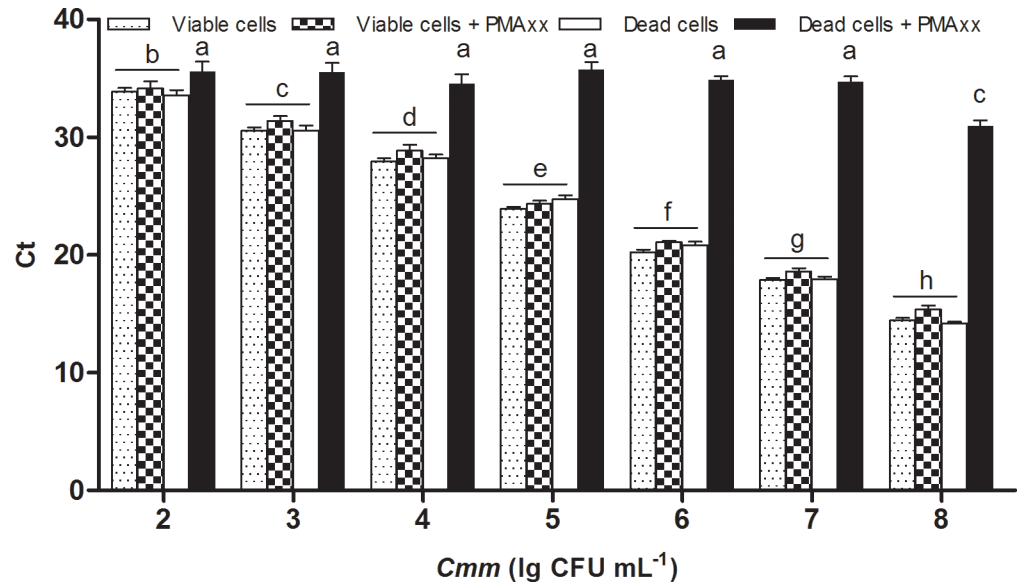 Viable cells Viable cells + PMAxx Dead cells Dead cells + PMAxx
b a c a d a e a f a g a h c
40
30
20
10
0
Ct
2 3 4 5 6 7 8
Cmm (lg CFU mL⁻¹)